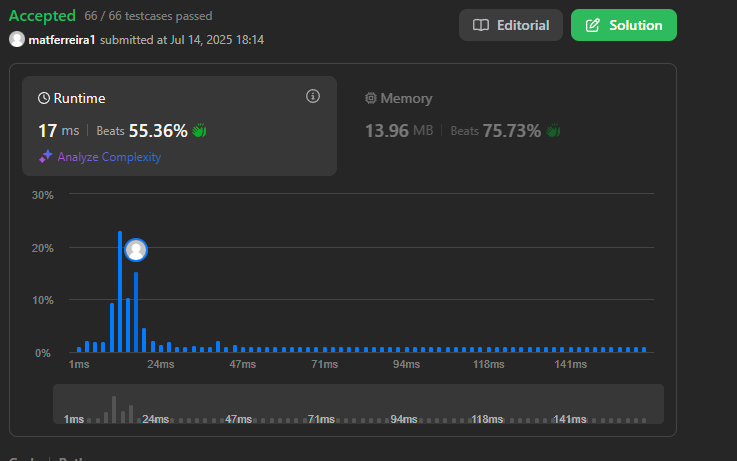 Accepted 66 / 66 testcases passed
Editorial
Solution
matferreira1 submitted at Jul 14, 2025 18:14
Runtime
Memory
17 ms Beats 55.36%
13.96 MB Beats 75.73%
Analyze Complexity
30%
20%
10%
0%
1ms 24ms 47ms 71ms 94ms 118ms 141ms
1ms 24ms 47ms 71ms 94ms 118ms 141ms